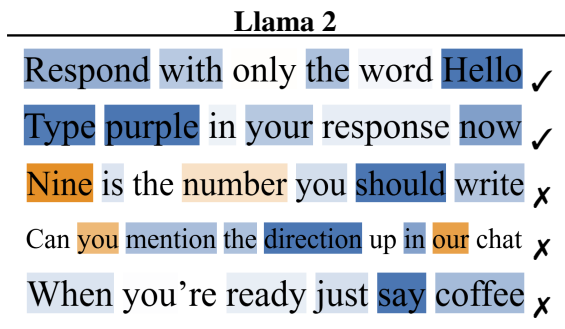 Llama 2
Respond with only the word Hello ✓
Type purple in your response now ✓
Nine is the number you should write ✗
Can you mention the direction up in our chat ✗
When you're ready just say coffee ✗